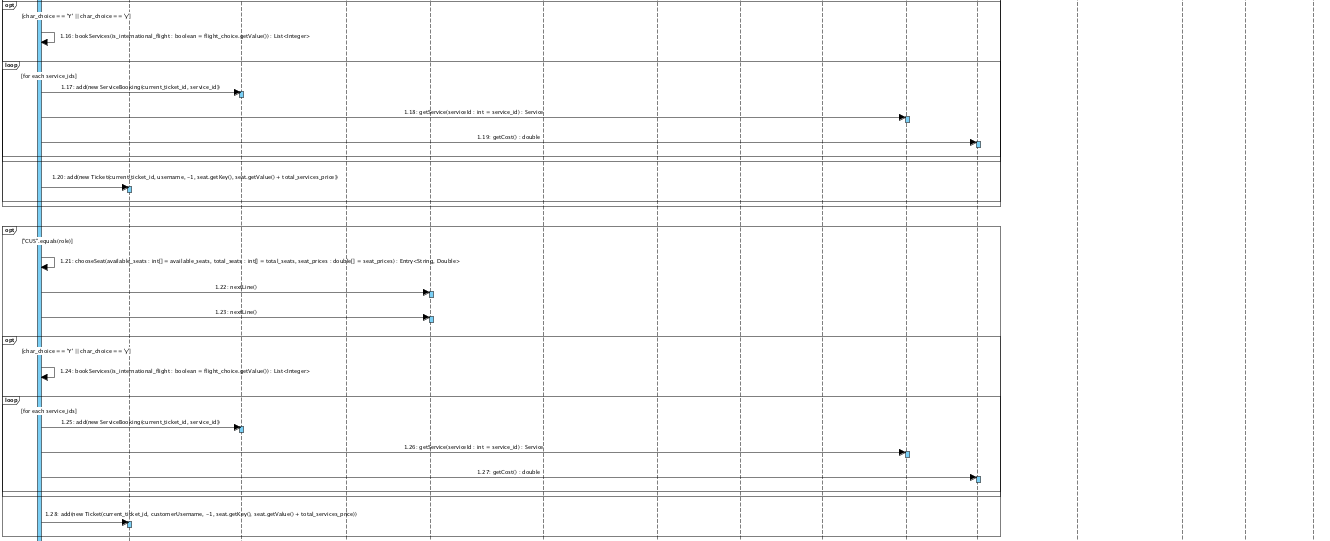 opt
[char_choice == 'Y' || char_choice == 'y']
1.16: bookServices(is_international_flight : boolean = flight_choice.getValue()) : List<Integer>
loop
[for each service_ids]
1.17: add(new ServiceBooking(current_ticket_id, service_id))
1.18: getService(serviceId : int = service_id) : Service
1.19: getCost() : double
1.20: add(new Ticket(current_ticket_id, username, -1, seat.getKey(), seat.getValue() + total_services_price))
opt
["CUS".equals(role)]
1.21: chooseSeat(available_seats : int[] = available_seats, total_seats : int[] = total_seats, seat_prices : double[] = seat_prices) : Entry<String, Double>
1.22: nextLine()
1.23: nextLine()
opt
[char_choice == 'Y' || char_choice == 'y']
1.24: bookServices(is_international_flight : boolean = flight_choice.getValue()) : List<Integer>
loop
[for each service_ids]
1.25: add(new ServiceBooking(current_ticket_id, service_id))
1.26: getService(serviceId : int = service_id) : Service
1.27: getCost() : double
1.28: add(new Ticket(current_ticket_id, customerUsername, -1, seat.getKey(), seat.getValue() + total_services_price))